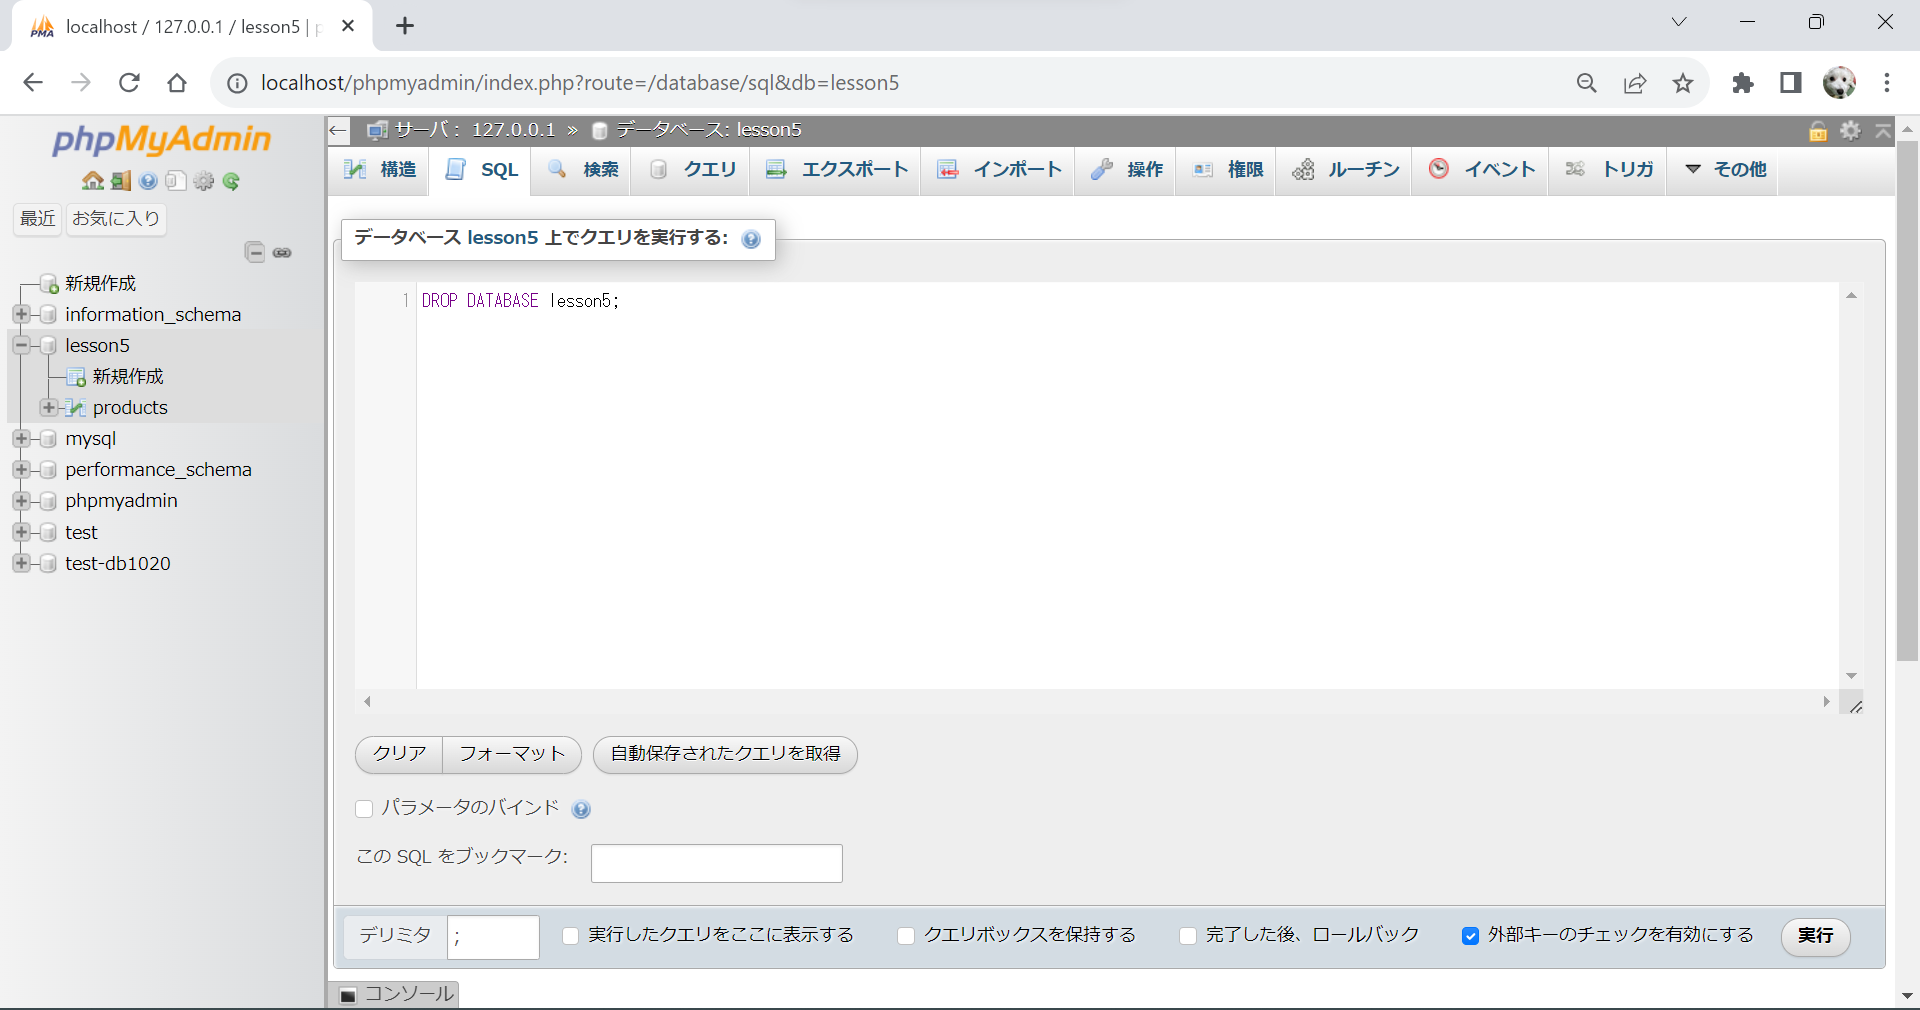 localhost / 127.0.0.1 / lesson5 |
localhost/phpmyadmin/index.php?route=/database/sql&db=lesson5
phpMyAdmin
最近 お気に入り
新規作成
information_schema
lesson5
新規作成
products
mysql
performance_schema
phpmyadmin
test
test-db1020
サーバ: 127.0.0.1 » データベース: lesson5
構造 SQL 検索 クエリ エクスポート インポート 操作 権限 ルーチン イベント トリガ その他
データベース lesson5 上でクエリを実行する:
1 DROP DATABASE lesson5;
クリア フォーマット 自動保存されたクエリを取得
パラメータのバインド
この SQL をブックマーク:
デリミタ ; 実行したクエリをここに表示する クエリボックスを保持する 完了した後、ロールバック 外部キーのチェックを有効にする 実行
コンソール